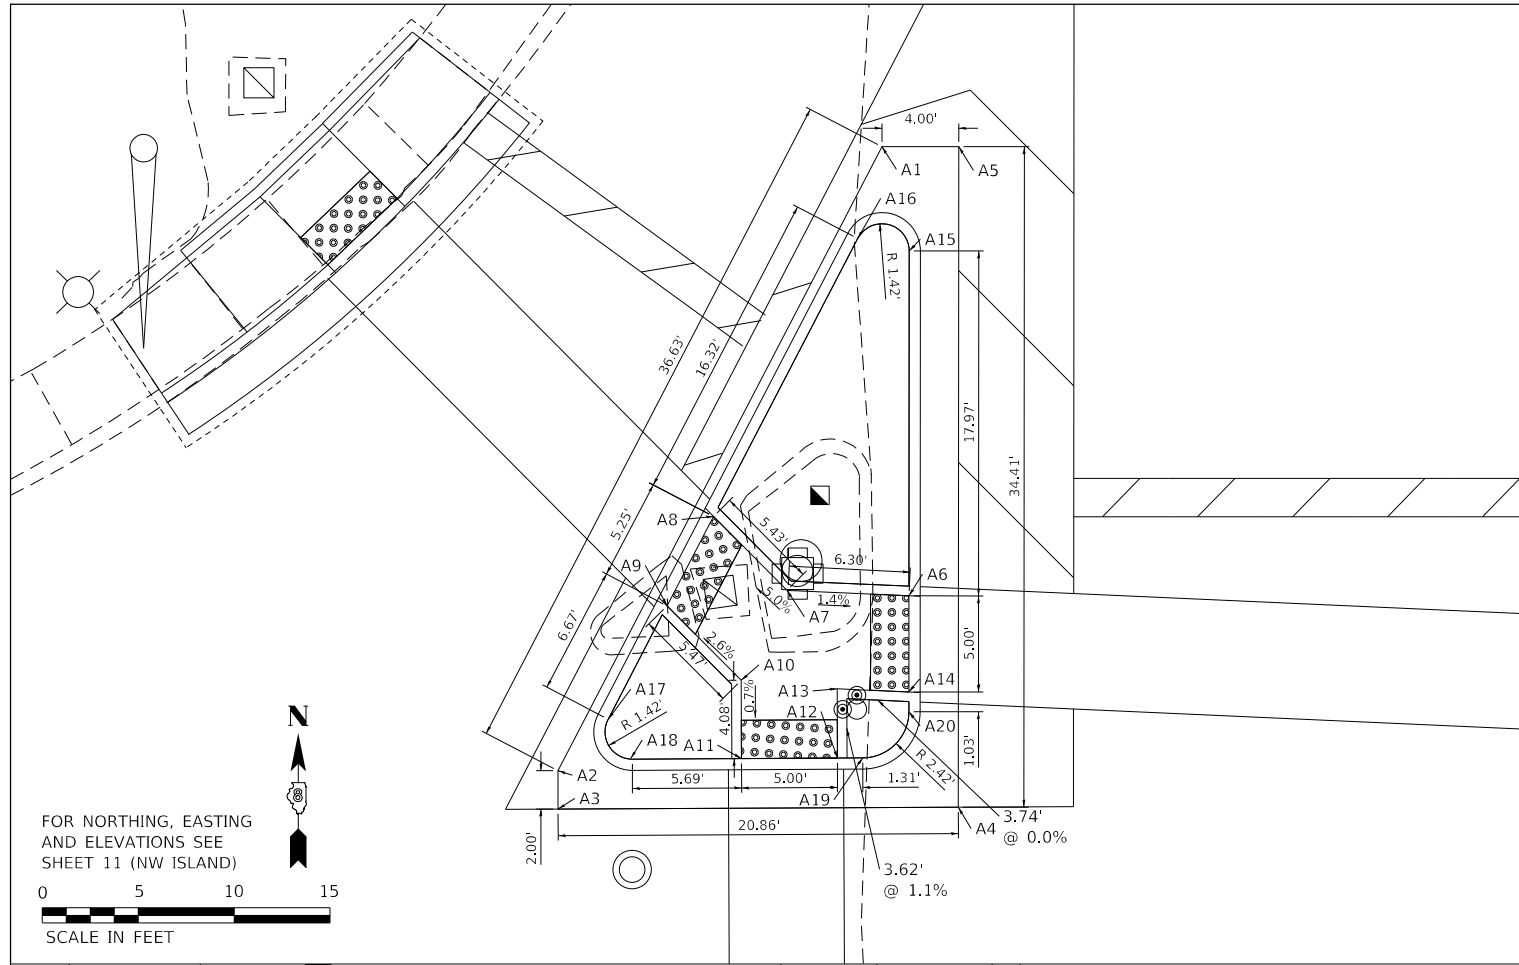 4.00'
A1
A5
A16
A15
R 1.42'
36.63'
16.32'
17.97'
34.41'
5.25'
A8
5.43'
6.30'
A9
A6
5.0%
1.4%
A7
6.67'
2.6%
5.47'
5.00'
A10
A17
A13
A14
0.7%
R 1.42'
4.08'
A12
A20
N
A18
A11
1.03'
R 2.42'
A2
5.69'
5.00'
1.31'
A3
A19
A4
20.86'
3.74'
@ 0.0%
2.00'
3.62'
@ 1.1%
8
FOR NORTHING, EASTING
AND ELEVATIONS SEE
SHEET 11 (NW ISLAND)
0 5 10 15
SCALE IN FEET